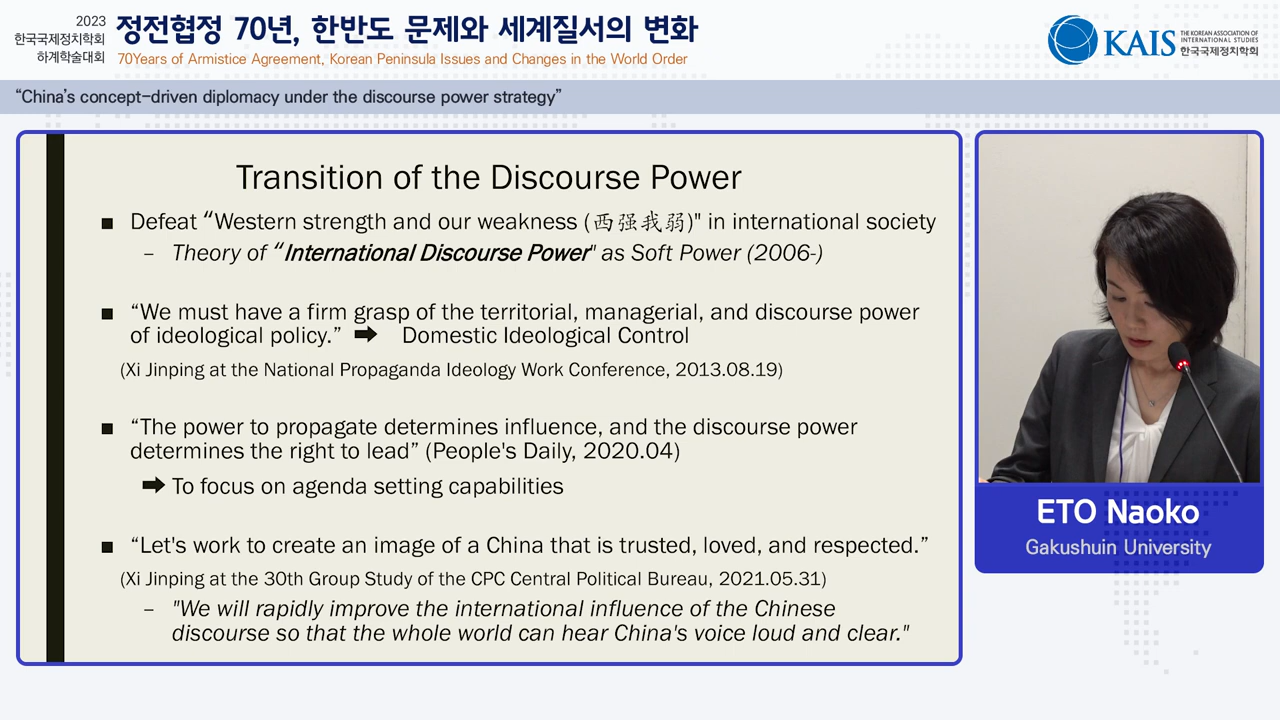 2023
한국국제정치학회
하계학술대회
정전협정 70년, 한반도 문제와 세계질서의 변화
70Years of Armistice Agreement, Korean Peninsula Issues and Changes in the World Order
KAIS
THE KOREAN ASSOCIATION OF
INTERNATIONAL STUDIES
한국국제정치학회
“China’s concept-driven diplomacy under the discourse power strategy”
Transition of the Discourse Power
■ Defeat “Western strength and our weakness (西强我弱)" in international society
– Theory of “International Discourse Power" as Soft Power (2006-)
■ “We must have a firm grasp of the territorial, managerial, and discourse power
of ideological policy.” ➡ Domestic Ideological Control
(Xi Jinping at the National Propaganda Ideology Work Conference, 2013.08.19)
■ “The power to propagate determines influence, and the discourse power
determines the right to lead” (People's Daily, 2020.04)
➡ To focus on agenda setting capabilities
■ “Let's work to create an image of a China that is trusted, loved, and respected.”
(Xi Jinping at the 30th Group Study of the CPC Central Political Bureau, 2021.05.31)
– "We will rapidly improve the international influence of the Chinese
discourse so that the whole world can hear China's voice loud and clear."
ETO Naoko
Gakushuin University